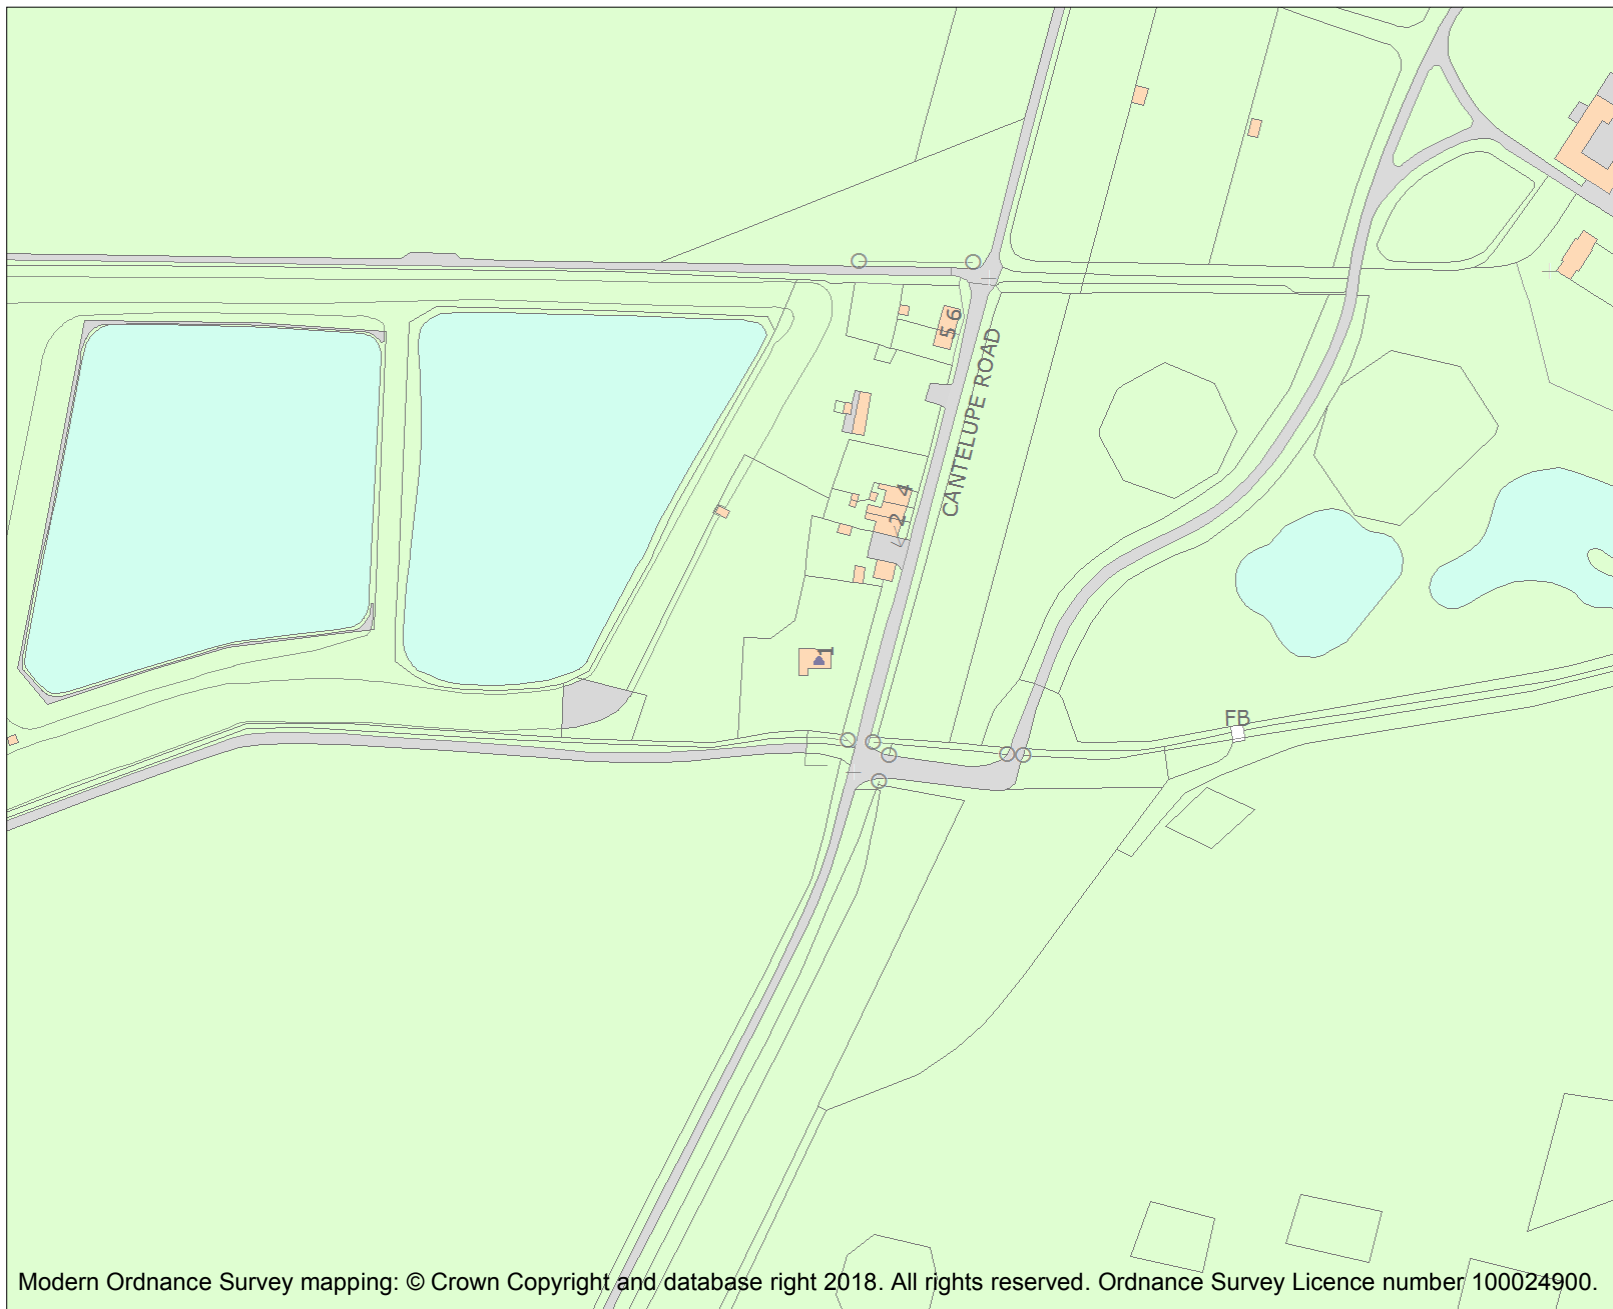 6
5
CANTELUPE ROAD
4
2
1
FB
Modern Ordnance Survey mapping: © Crown Copyright and database right 2018. All rights reserved. Ordnance Survey Licence number 100024900.